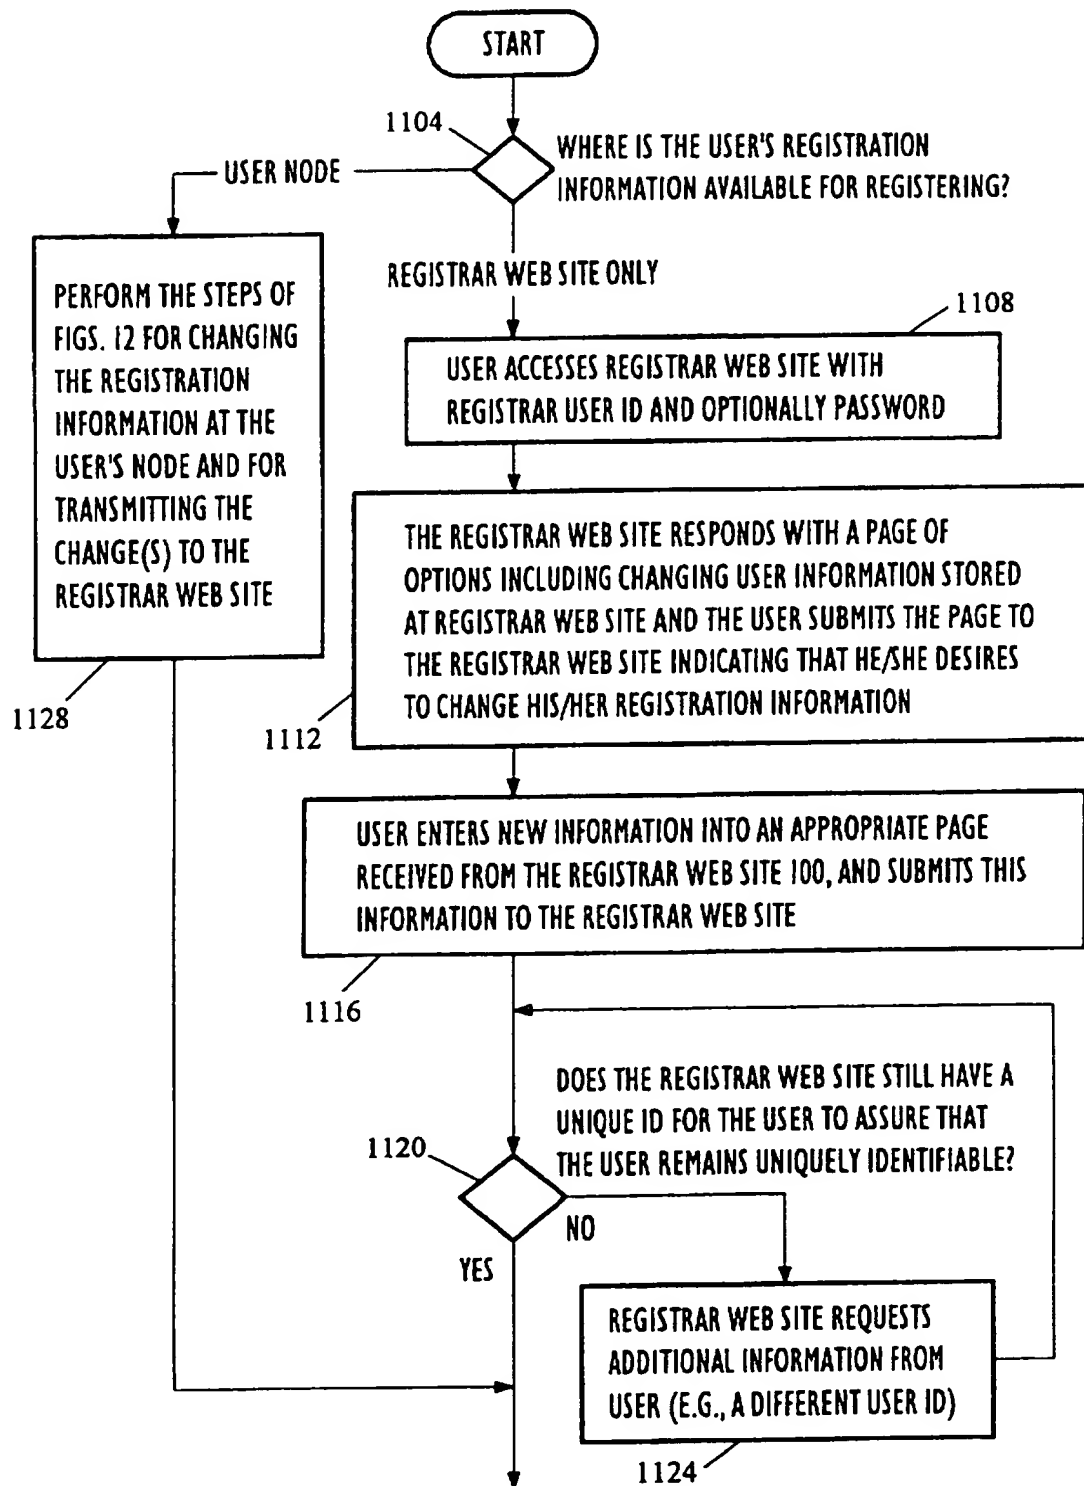 START
1104
WHERE IS THE USER'S REGISTRATION
INFORMATION AVAILABLE FOR REGISTERING?
USER NODE
REGISTRAR WEB SITE ONLY
1108
PERFORM THE STEPS OF
FIGS. 12 FOR CHANGING
THE REGISTRATION
INFORMATION AT THE
USER'S NODE AND FOR
TRANSMITTING THE
CHANGE(S) TO THE
REGISTRAR WEB SITE
1128
USER ACCESSES REGISTRAR WEB SITE WITH
REGISTRAR USER ID AND OPTIONALLY PASSWORD
THE REGISTRAR WEB SITE RESPONDS WITH A PAGE OF
OPTIONS INCLUDING CHANGING USER INFORMATION STORED
AT REGISTRAR WEB SITE AND THE USER SUBMITS THE PAGE TO
THE REGISTRAR WEB SITE INDICATING THAT HE/SHE DESIRES
TO CHANGE HIS/HER REGISTRATION INFORMATION
1112
USER ENTERS NEW INFORMATION INTO AN APPROPRIATE PAGE
RECEIVED FROM THE REGISTRAR WEB SITE 100, AND SUBMITS THIS
INFORMATION TO THE REGISTRAR WEB SITE
1116
DOES THE REGISTRAR WEB SITE STILL HAVE A
UNIQUE ID FOR THE USER TO ASSURE THAT
THE USER REMAINS UNIQUELY IDENTIFIABLE?
1120
NO
YES
REGISTRAR WEB SITE REQUESTS
ADDITIONAL INFORMATION FROM
USER (E.G., A DIFFERENT USER ID)
1124